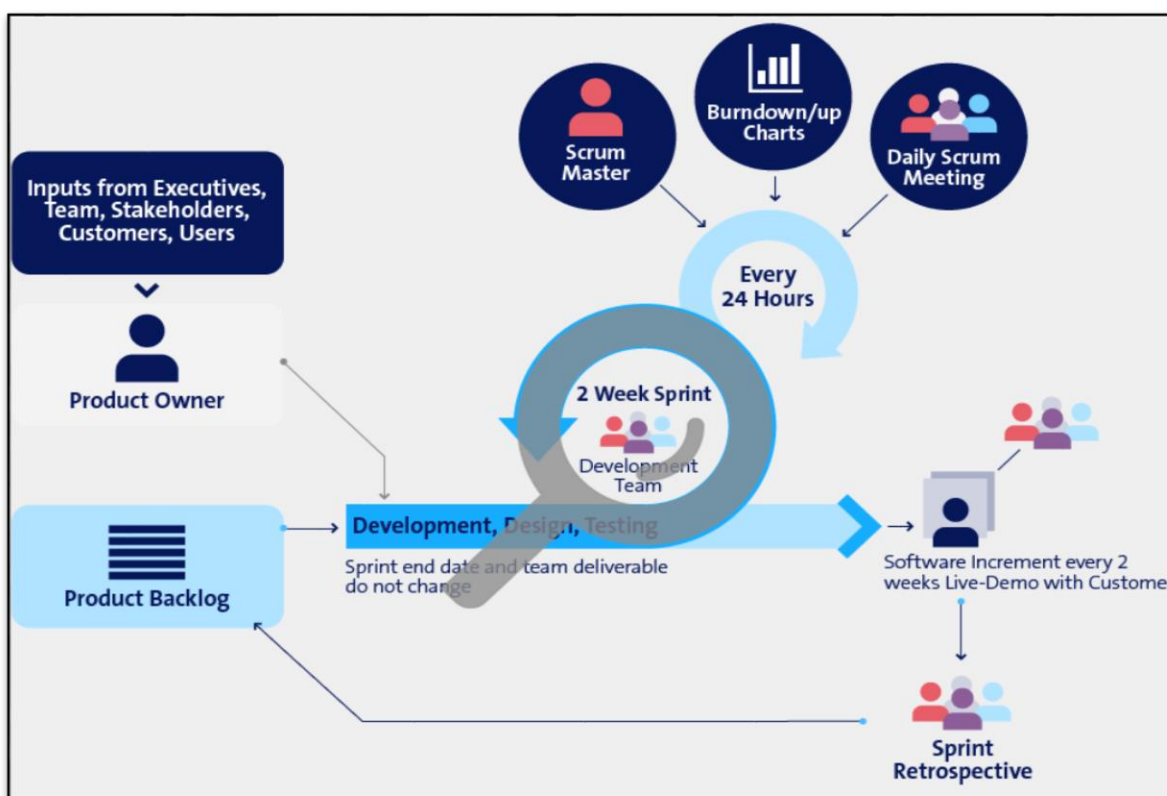 Burndown/up
Charts
Scrum
Master
Daily Scrum
Meeting
Inputs from Executives,
Team, Stakeholders,
Customers, Users
Every
24 Hours
Product Owner
2 Week Sprint
Development
Team
Development, Design, Testing
Sprint end date and team deliverable
do not change
Product Backlog
Software Increment every 2
weeks Live-Demo with Custome
Sprint
Retrospective